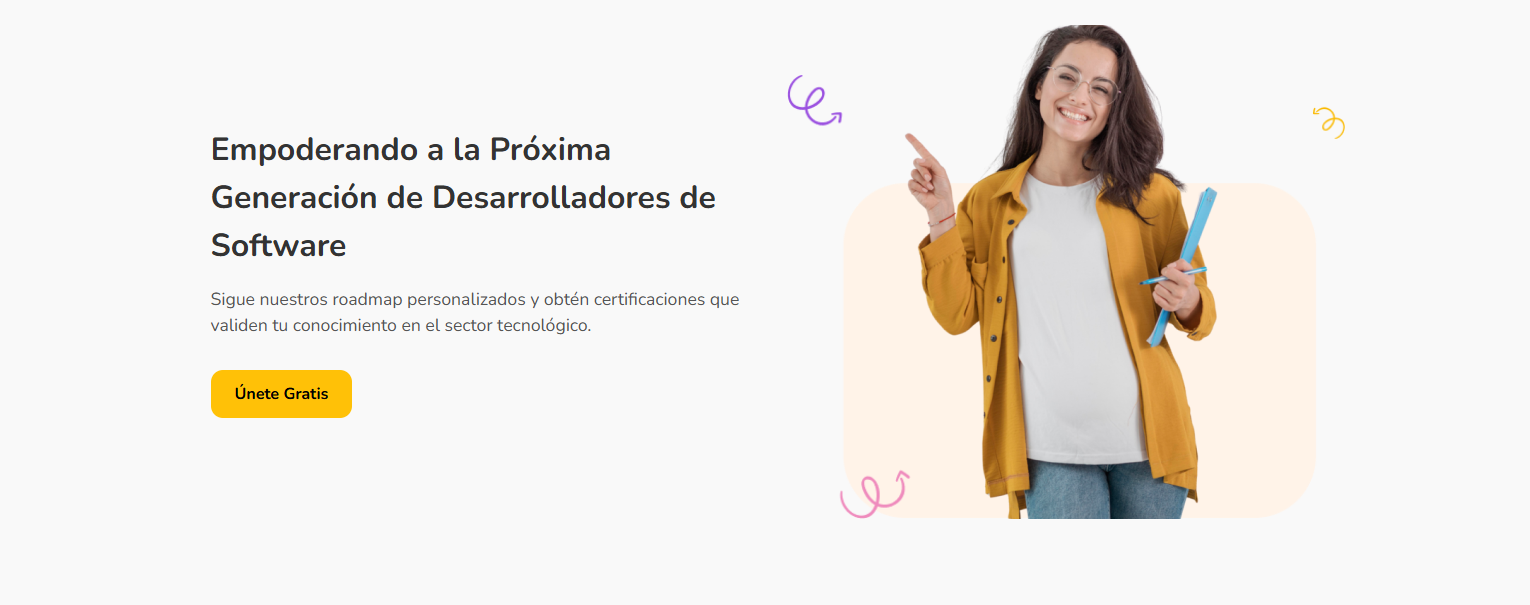 Empoderando a la Próxima
Generación de Desarrolladores de
Software
Sigue nuestros roadmap personalizados y obtén certificaciones que
validen tu conocimiento en el sector tecnológico.
Únete Gratis